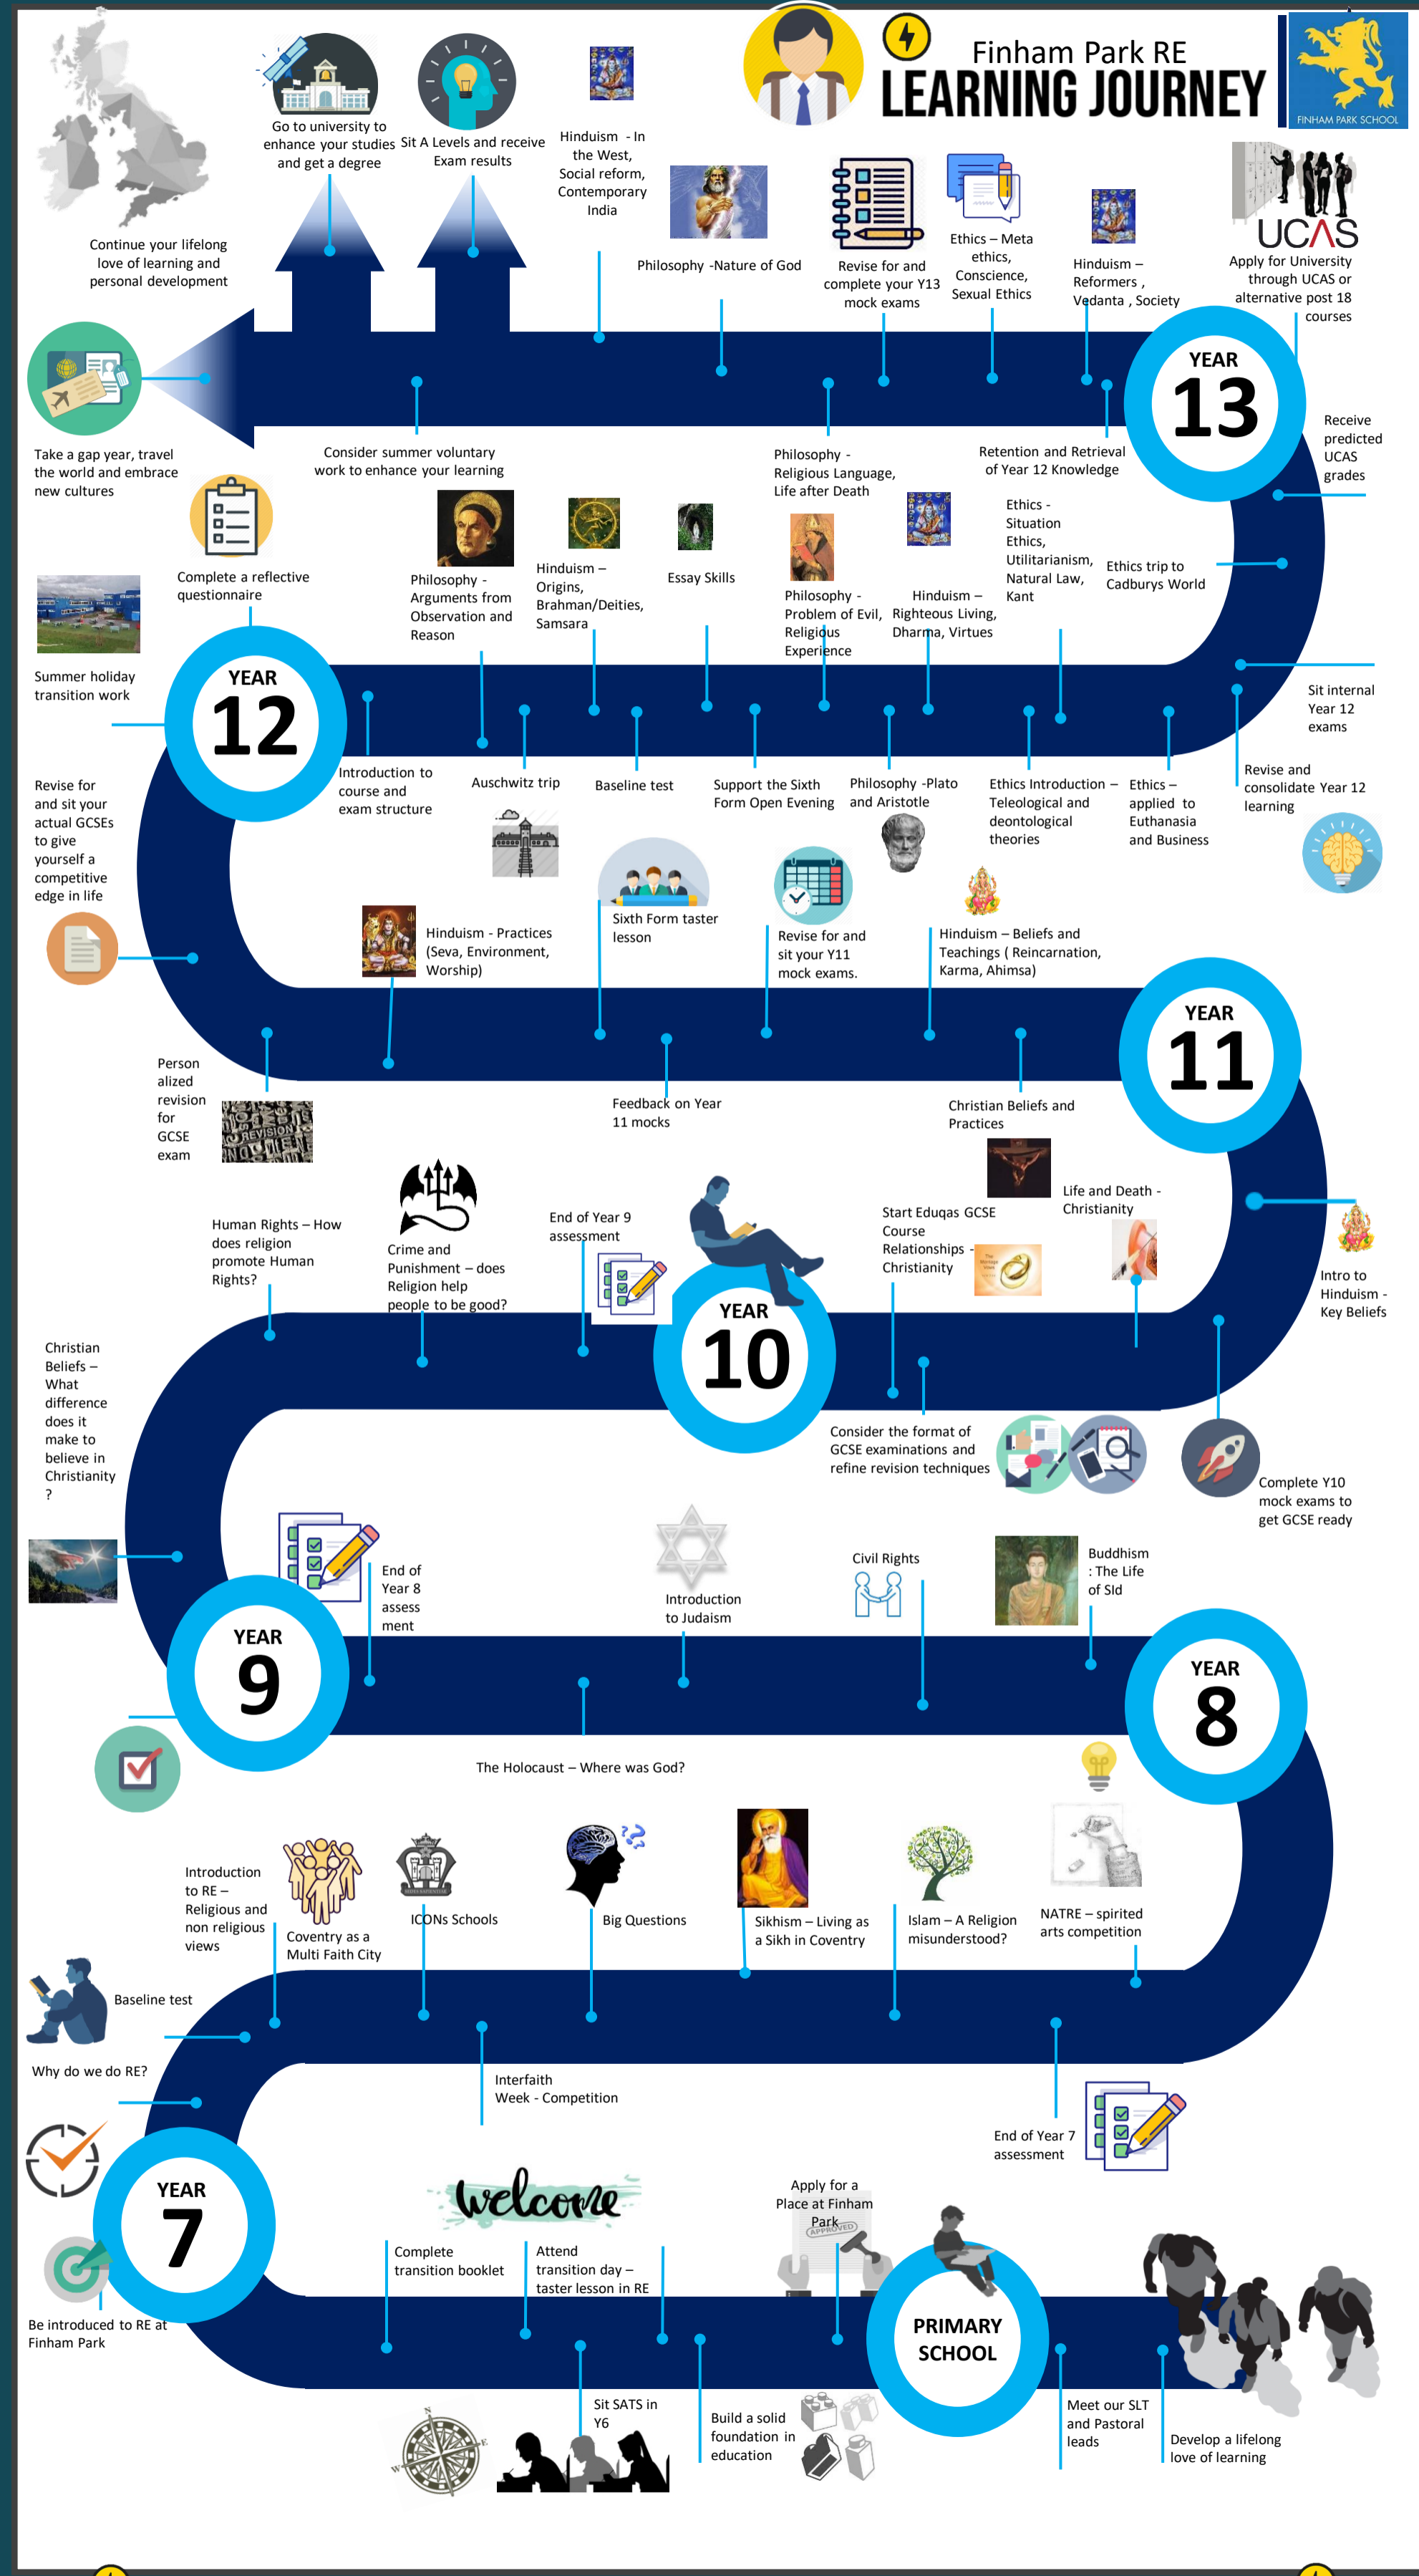 Finham Park RE
LEARNING JOURNEY
FINHAM PARK SCHOOL
Go to university to
enhance your studies
and get a degree
Sit A Levels and receive
Exam results
Hinduism - In
the West,
Social reform,
Contemporary
India
Philosophy -Nature of God
Revise for and
complete your Y13
mock exams
Ethics – Meta
ethics,
Conscience,
Sexual Ethics
Hinduism –
Reformers ,
Vedanta , Society
UCAS
Apply for University
through UCAS or
alternative post 18
courses
Continue your lifelong
love of learning and
personal development
YEAR
13
Take a gap year, travel
the world and embrace
new cultures
Consider summer voluntary
work to enhance your learning
Philosophy -
Religious Language,
Life after Death
Retention and Retrieval
of Year 12 Knowledge
Receive
predicted
UCAS
grades
Complete a reflective
questionnaire
Philosophy -
Arguments from
Observation and
Reason
Hinduism –
Origins,
Brahman/Deities,
Samsara
Essay Skills
Philosophy -
Problem of Evil,
Religious
Experience
Hinduism –
Righteous Living,
Dharma, Virtues
Ethics -
Situation
Ethics,
Utilitarianism,
Natural Law,
Kant
Ethics trip to
Cadburys World
Summer holiday
transition work
YEAR
12
Sit internal
Year 12
exams
Introduction to
course and
exam structure
Auschwitz trip
Baseline test
Support the Sixth
Form Open Evening
Philosophy -Plato
and Aristotle
Ethics Introduction –
Teleological and
deontological
theories
Ethics –
applied to
Euthanasia
and Business
Revise and
consolidate Year 12
learning
Revise for
and sit your
actual GCSEs
to give
yourself a
competitive
edge in life
Hinduism - Practices
(Seva, Environment,
Worship)
Sixth Form taster
lesson
Revise for and
sit your Y11
mock exams.
Hinduism – Beliefs and
Teachings ( Reincarnation,
Karma, Ahimsa)
YEAR
11
Person
alized
revision
for
GCSE
exam
REVISION
Feedback on Year
11 mocks
Christian Beliefs and
Practices
Life and Death -
Christianity
Human Rights – How
does religion
promote Human
Rights?
Crime and
Punishment – does
Religion help
people to be good?
End of Year 9
assessment
Start Eduqas GCSE
Course
Relationships -
Christianity
Intro to
Hinduism -
Key Beliefs
YEAR
10
Christian
Beliefs –
What
difference
does it
make to
believe in
Christianity
?
Consider the format of
GCSE examinations and
refine revision techniques
Complete Y10
mock exams to
get GCSE ready
End of
Year 8
assess
ment
Introduction
to Judaism
Civil Rights
Buddhism
: The Life
of SId
YEAR
9
YEAR
8
The Holocaust – Where was God?
Introduction
to RE –
Religious and
non religious
views
Coventry as a
Multi Faith City
ICONs Schools
Big Questions
Sikhism – Living as
a Sikh in Coventry
Islam – A Religion
misunderstood?
NATRE – spirited
arts competition
Baseline test
Why do we do RE?
Interfaith
Week - Competition
End of Year 7
assessment
YEAR
7
welcome
Complete
transition booklet
Attend
transition day –
taster lesson in RE
Apply for a
Place at Finham
Park
APPROVED
Be introduced to RE at
Finham Park
PRIMARY
SCHOOL
N
E
W
Sit SATS in
Y6
Build a solid
foundation in
education
Meet our SLT
and Pastoral
leads
Develop a lifelong
love of learning